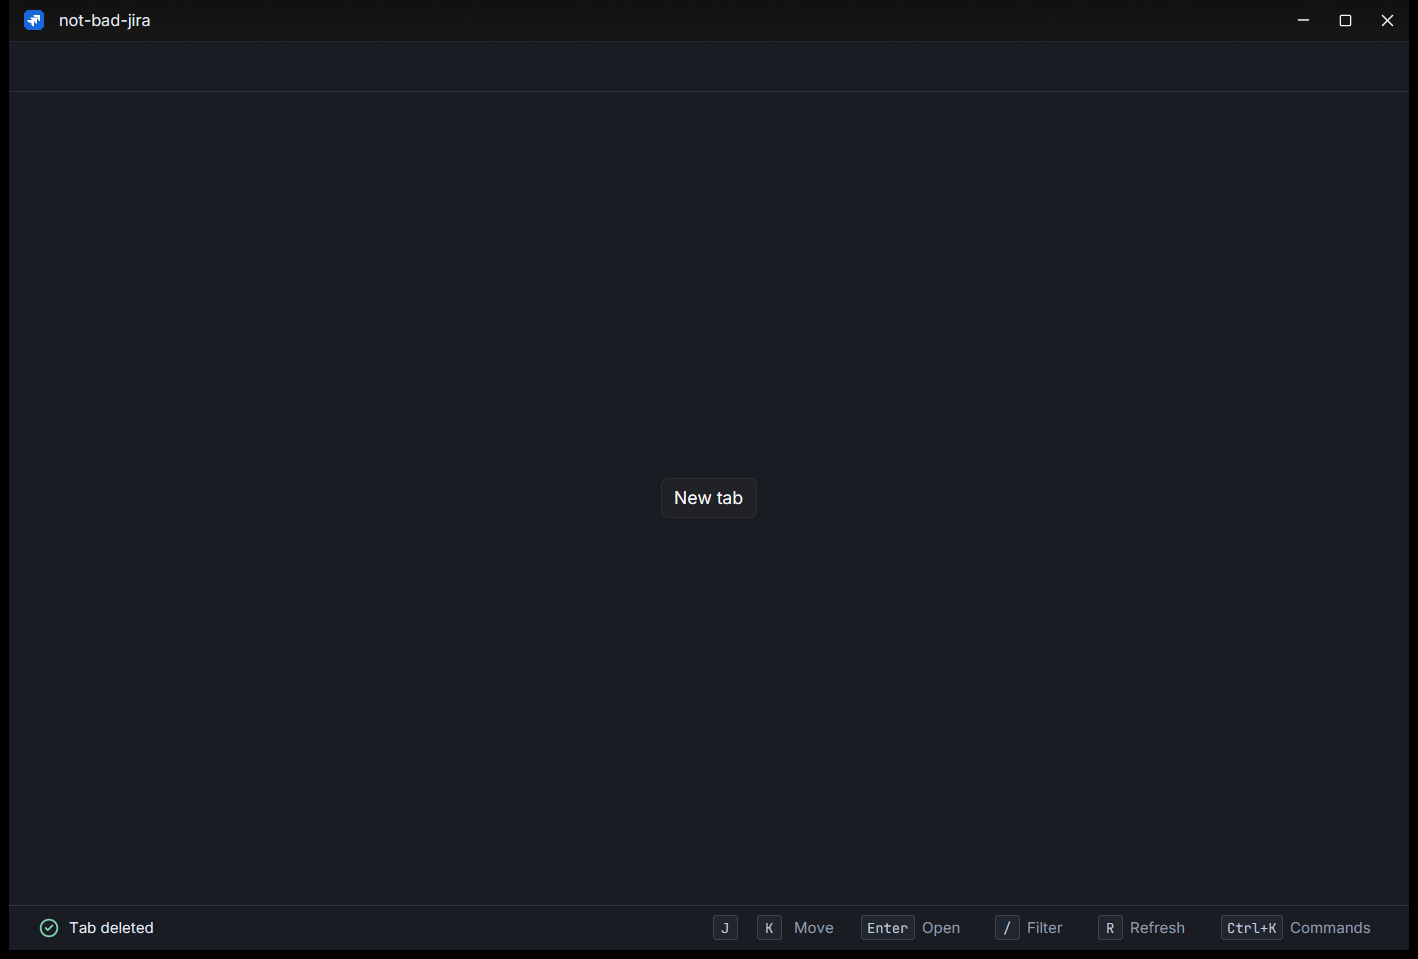 not-bad-jira
New tab
Tab deleted
J K Move Enter Open / Filter R Refresh Ctrl+K Commands